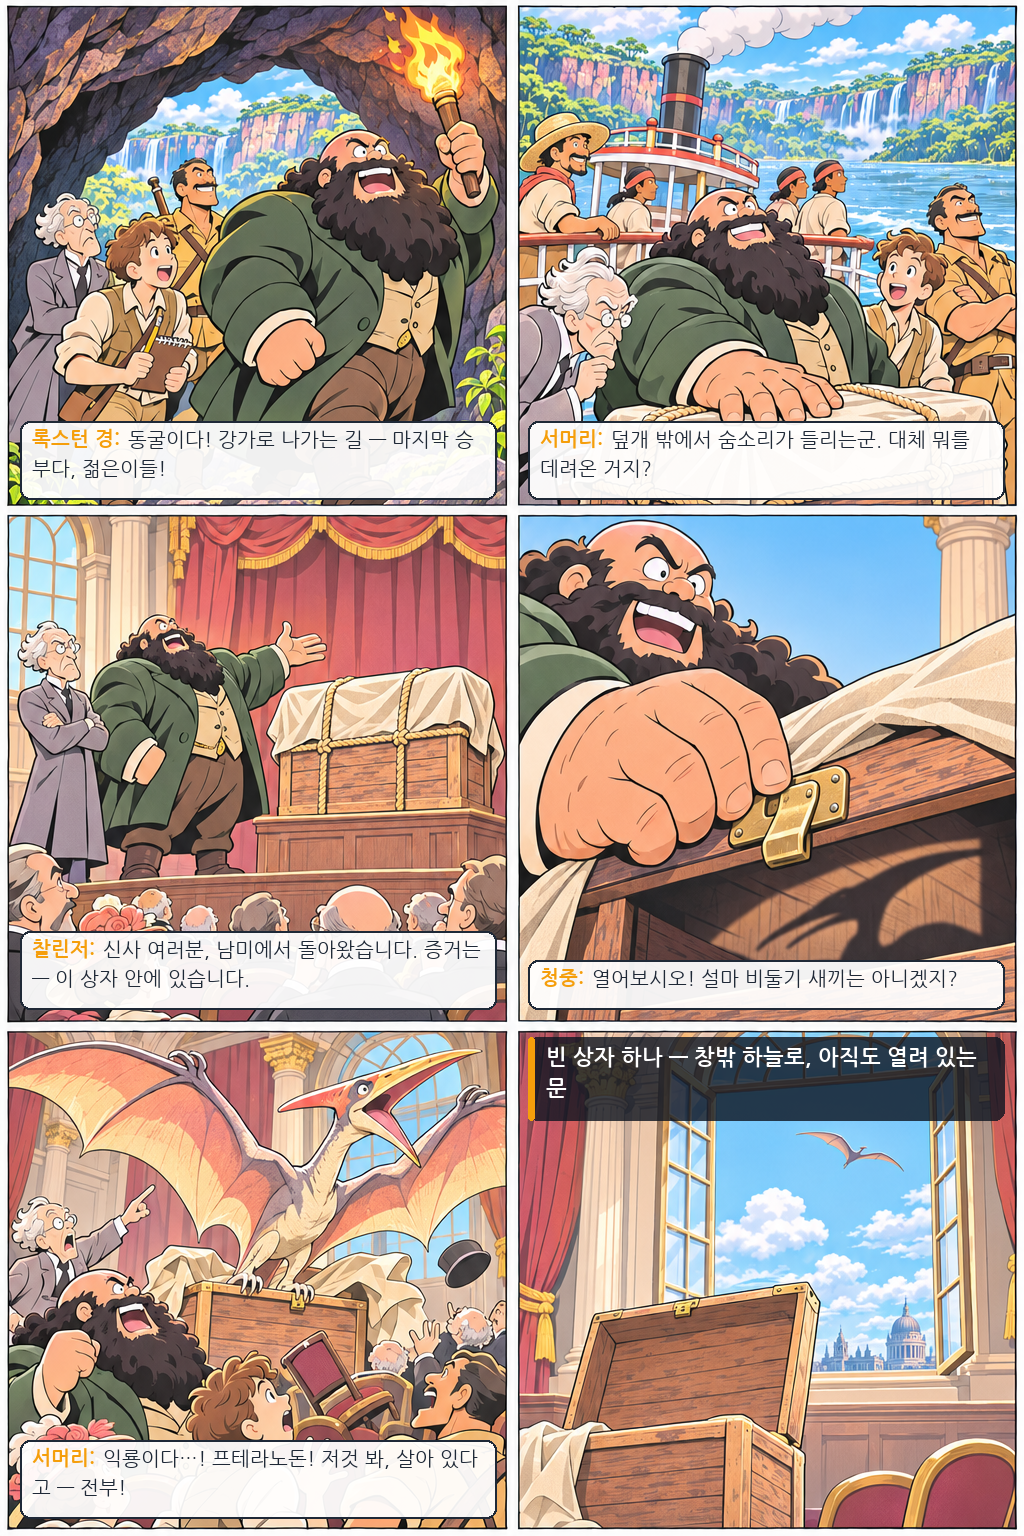 록스턴 경: 동굴이다! 강가로 나가는 길 — 마지막 승
부다, 젊은이들!
서머리: 덮개 밖에서 숨소리가 들리는군. 대체 뭐를
데려온 거지?
찰린저: 신사 여러분, 남미에서 돌아왔습니다. 증거는
— 이 상자 안에 있습니다.
청중: 열어보시오! 설마 비둘기 새끼는 아니겠지?
서머리: 익룡이다…! 프테라노돈! 저것 봐, 살아 있다
고 — 전부!
빈 상자 하나 — 창밖 하늘로, 아직도 열려 있는
문